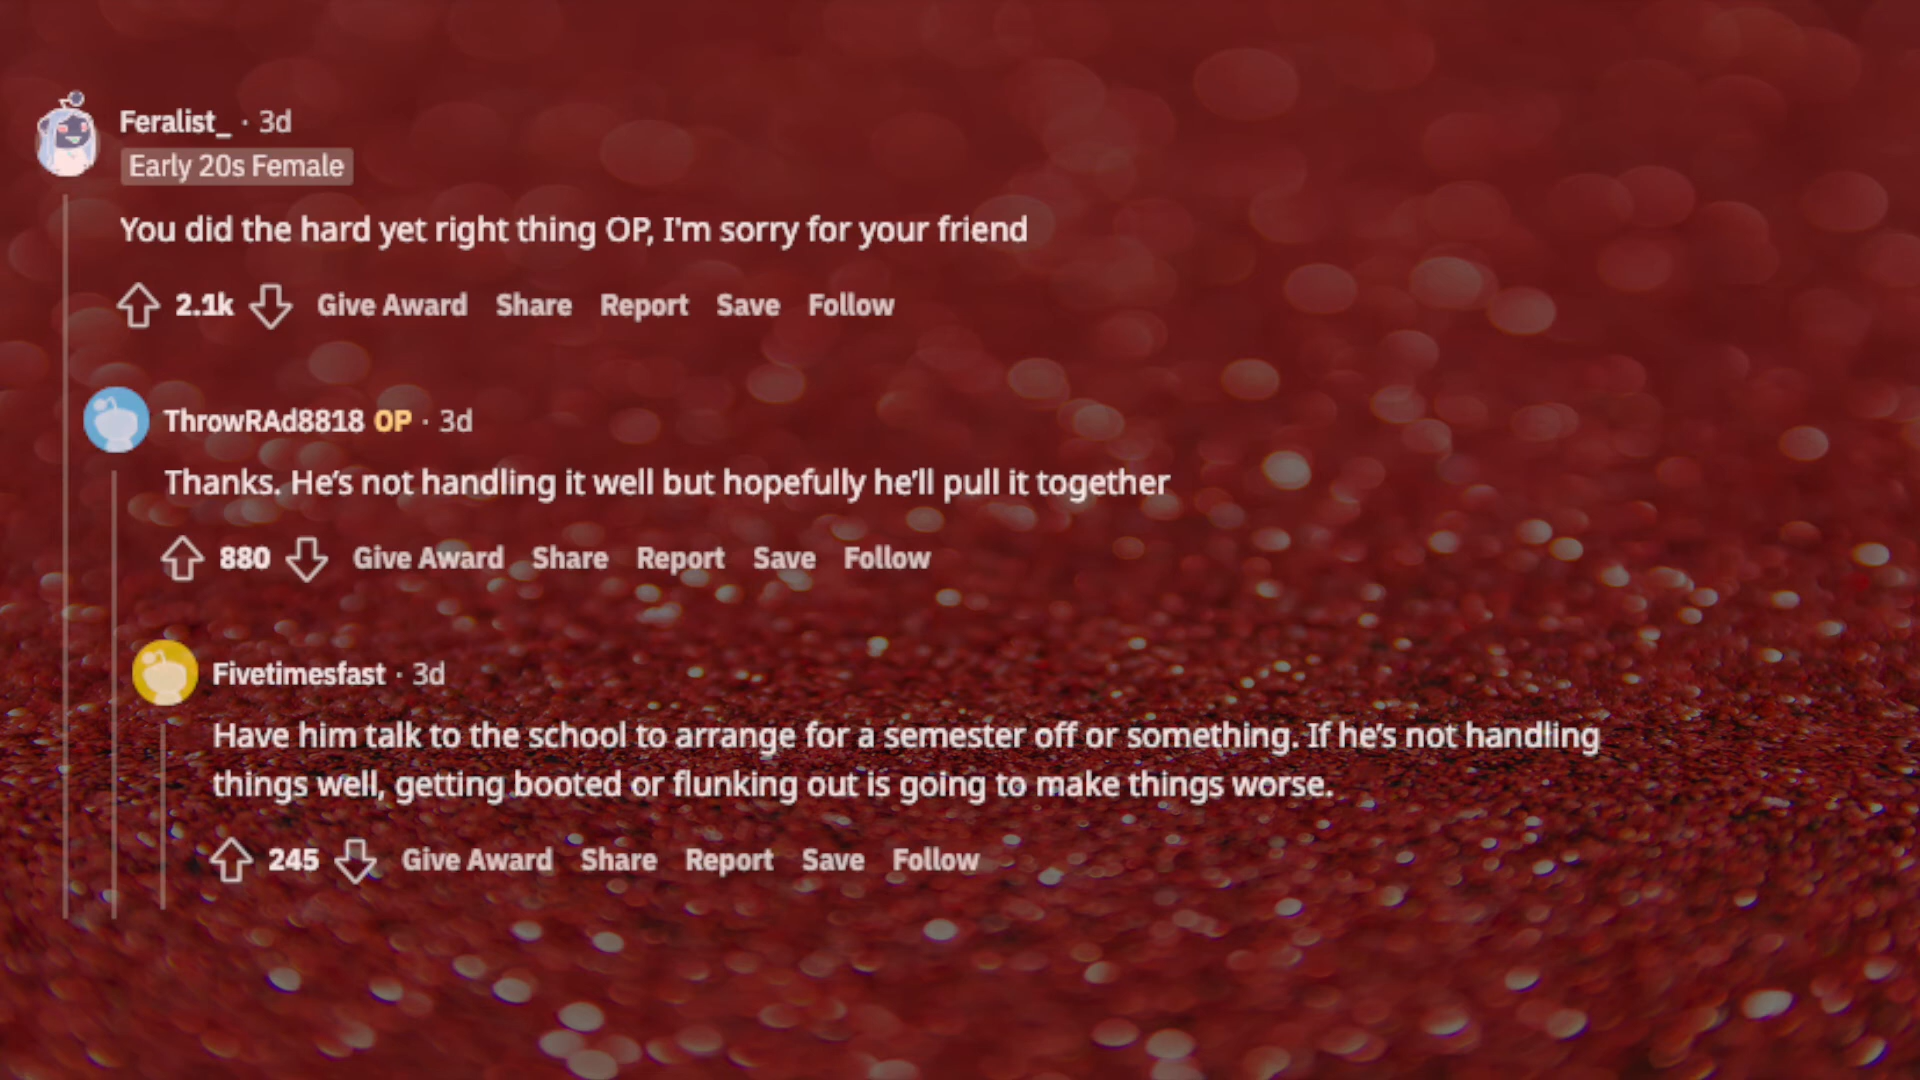 Feralist_ · 3d
Early 20s Female
You did the hard yet right thing OP, I'm sorry for your friend
2.1k Give Award Share Report Save Follow
ThrowRAd8818 OP · 3d
Thanks. He’s not handling it well but hopefully he’ll pull it together
880 Give Award Share Report Save Follow
Fivetimesfast · 3d
Have him talk to the school to arrange for a semester off or something. If he’s not handling
things well, getting booted or flunking out is going to make things worse.
245 Give Award Share Report Save Follow